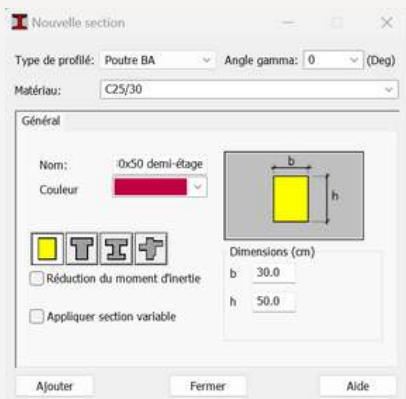 Nouvelle section
Type de profilé: Poutre BA Angle gamma: 0 (Deg)
Matériau: C25/30
Général
Nom: 0x50 demi-étage
Couleur
b
h
Réduction du moment d'inertie
Appliquer section variable
Dimensions (cm)
b 30.0
h 50.0
Ajouter Fermer Aide